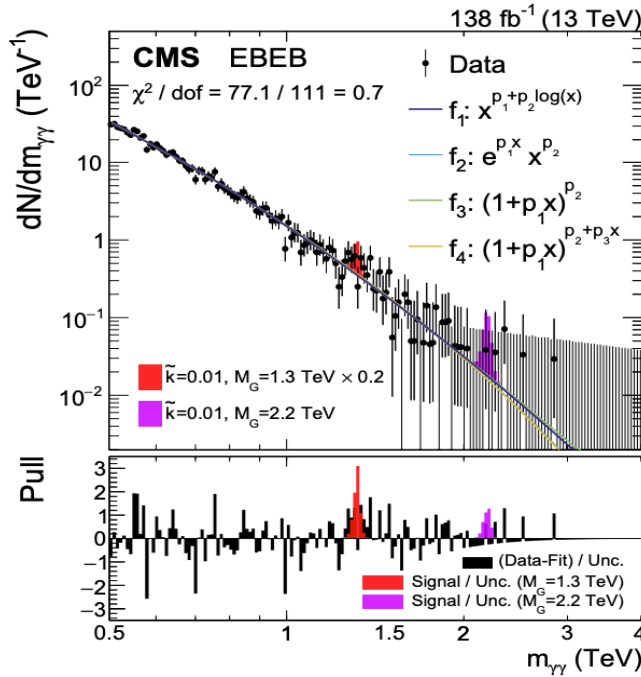 138 fb⁻¹ (13 TeV)
CMS EBEB
χ² / dof = 77.1 / 111 = 0.7
Data
f₁: x^{p₁+p₂log(x)}
f₂: e^{p₁x} x^{p₂}
f₃: (1+p₁x)^{p₂}
f₄: (1+p₁x)^{p₂+p₃x}
k̃=0.01, M_G=1.3 TeV × 0.2
k̃=0.01, M_G=2.2 TeV
dN/dm_γγ (TeV⁻¹)
10²
10
1
10⁻¹
10⁻²
Pull
3
2
1
0
−1
−2
−3
(Data-Fit) / Unc.
Signal / Unc. (M_G=1.3 TeV)
Signal / Unc. (M_G=2.2 TeV)
0.5 1 1.5 2 3 4
m_γγ (TeV)